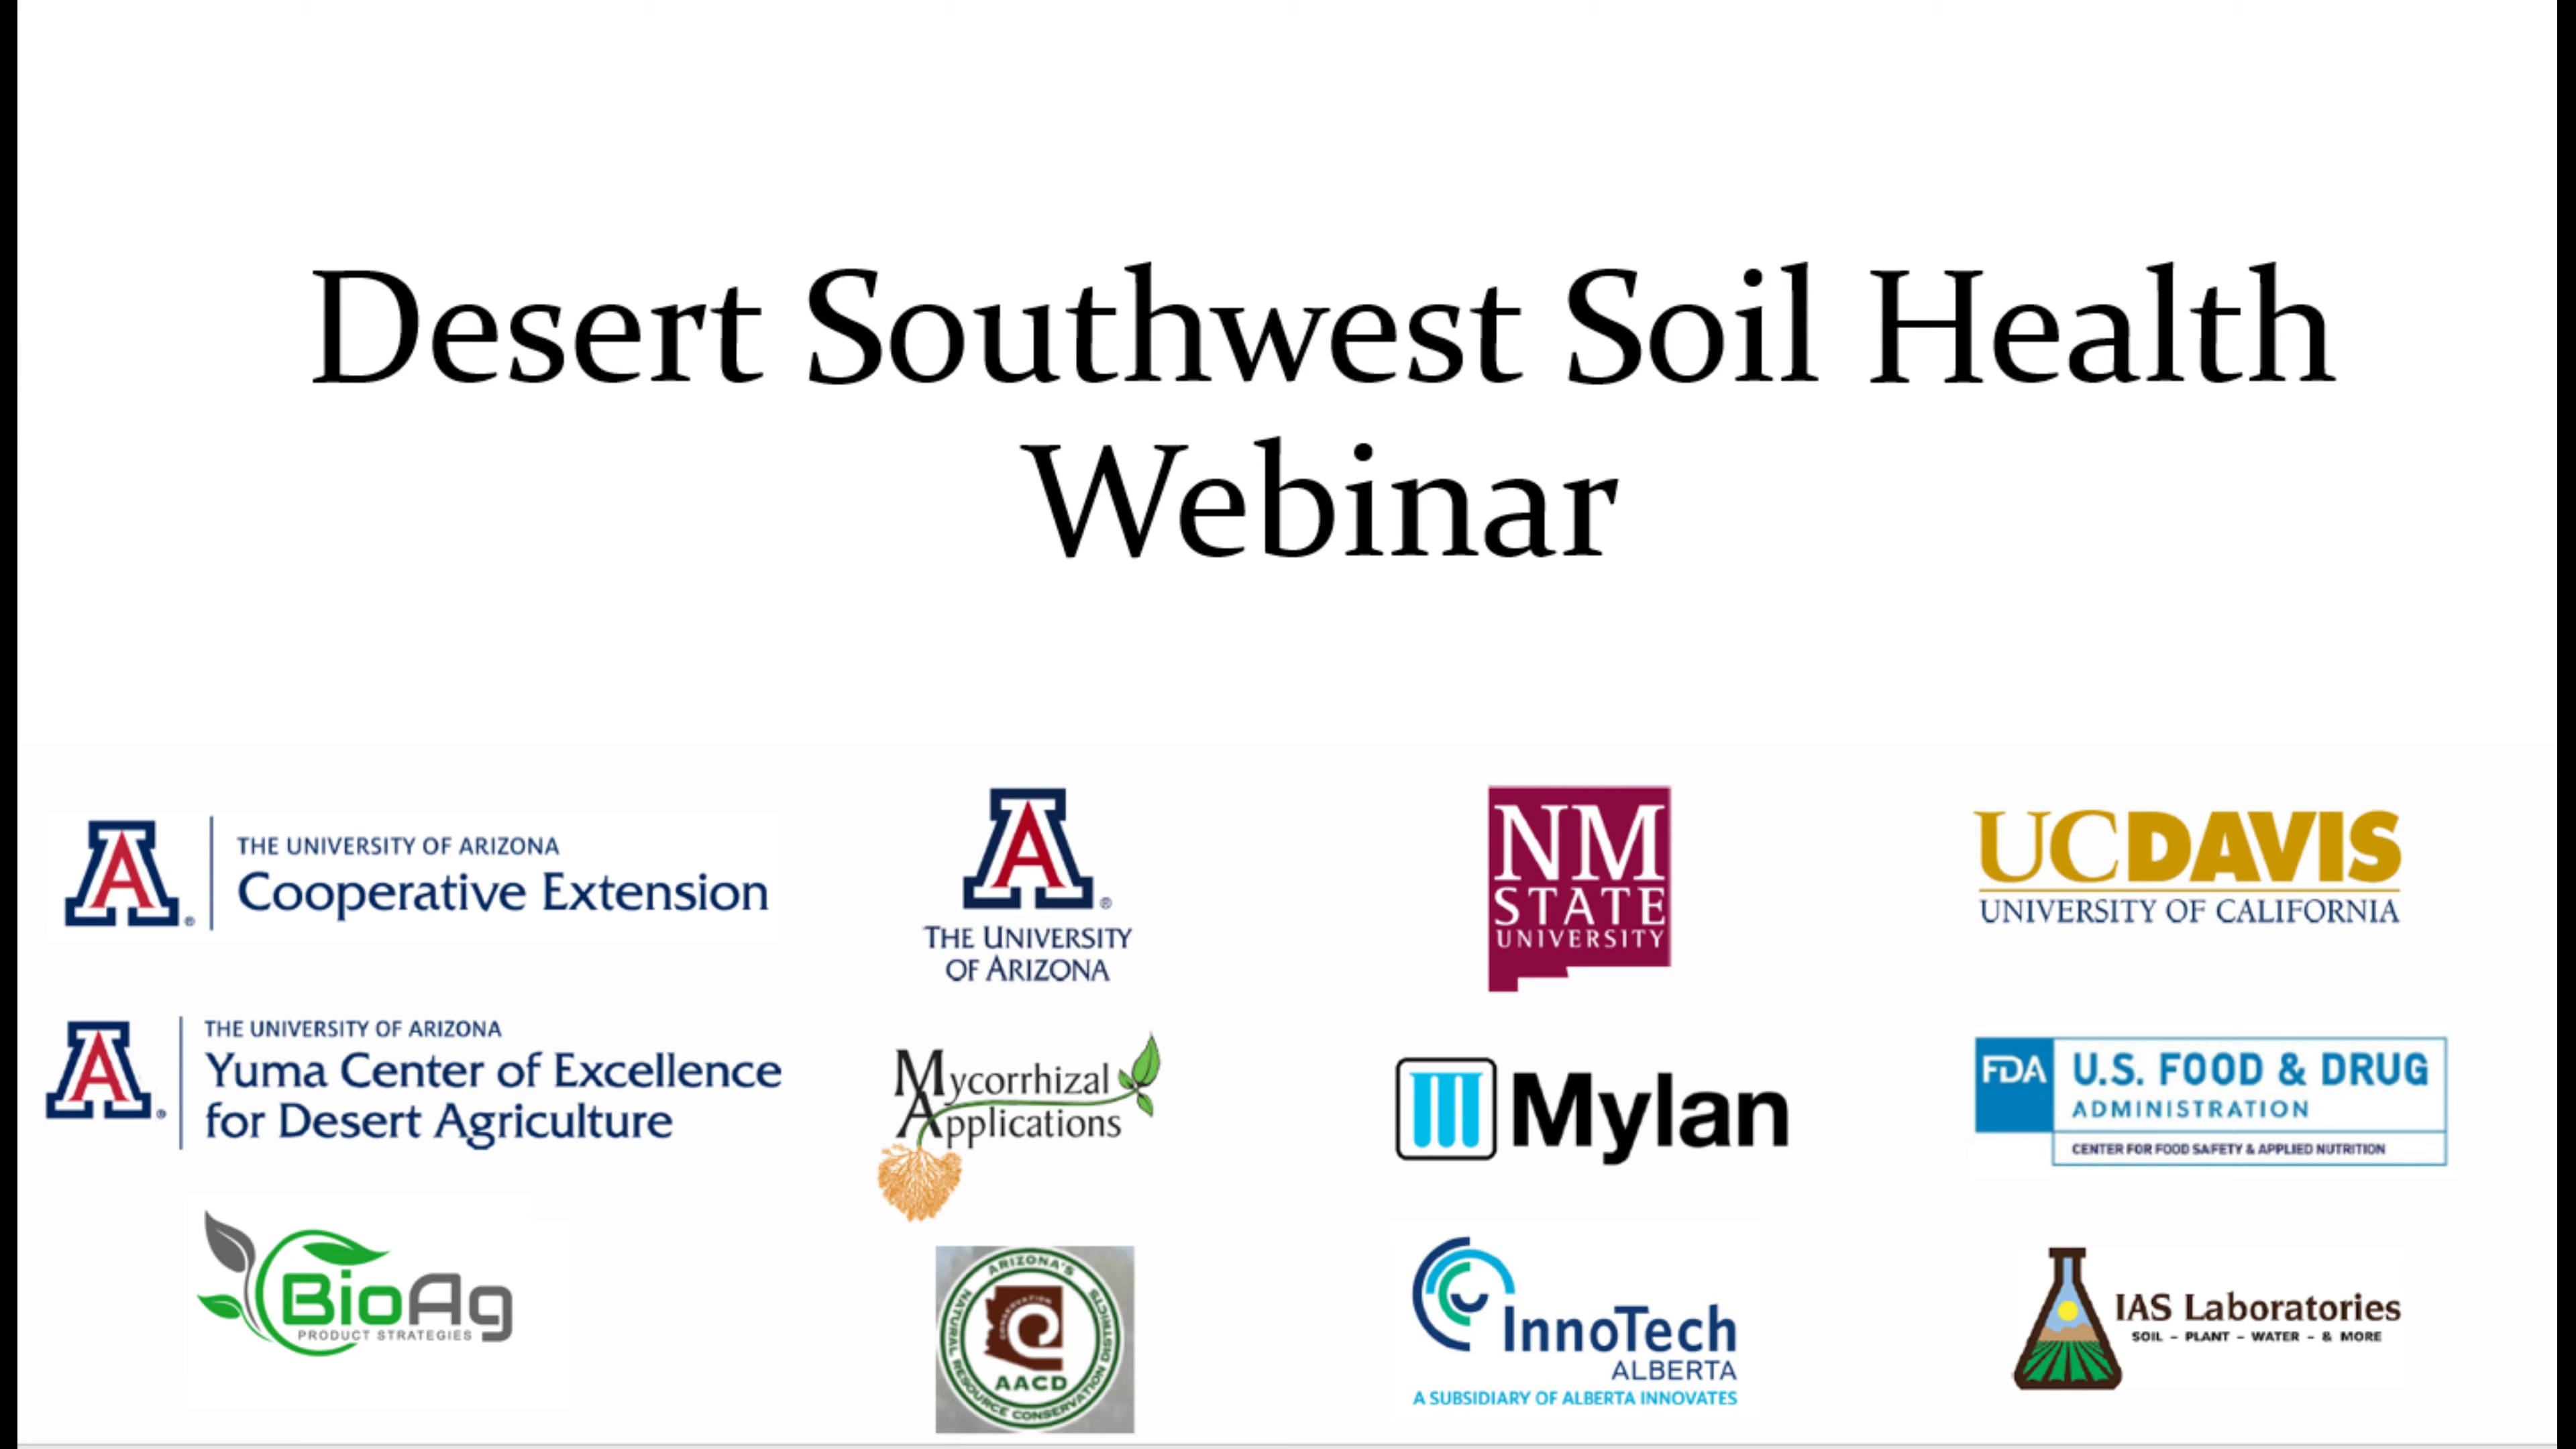 Desert Southwest Soil Health
Webinar
A
THE UNIVERSITY OF ARIZONA
Cooperative Extension
A
THE UNIVERSITY
OF ARIZONA
NM
STATE
UNIVERSITY
UCDAVIS
UNIVERSITY OF CALIFORNIA
A
THE UNIVERSITY OF ARIZONA
Yuma Center of Excellence
for Desert Agriculture
Mycorrhizal
Applications
Mylan
FDA
U.S. FOOD & DRUG
ADMINISTRATION
CENTER FOR FOOD SAFETY & APPLIED NUTRITION
BioAg
PRODUCT STRATEGIES
ARIZONA'S
NATURAL RESOURCE CONSERVATION DISTRICTS
CONSERVATION
AACD
InnoTech
ALBERTA
A SUBSIDIARY OF ALBERTA INNOVATES
IAS Laboratories
SOIL – PLANT – WATER – & MORE